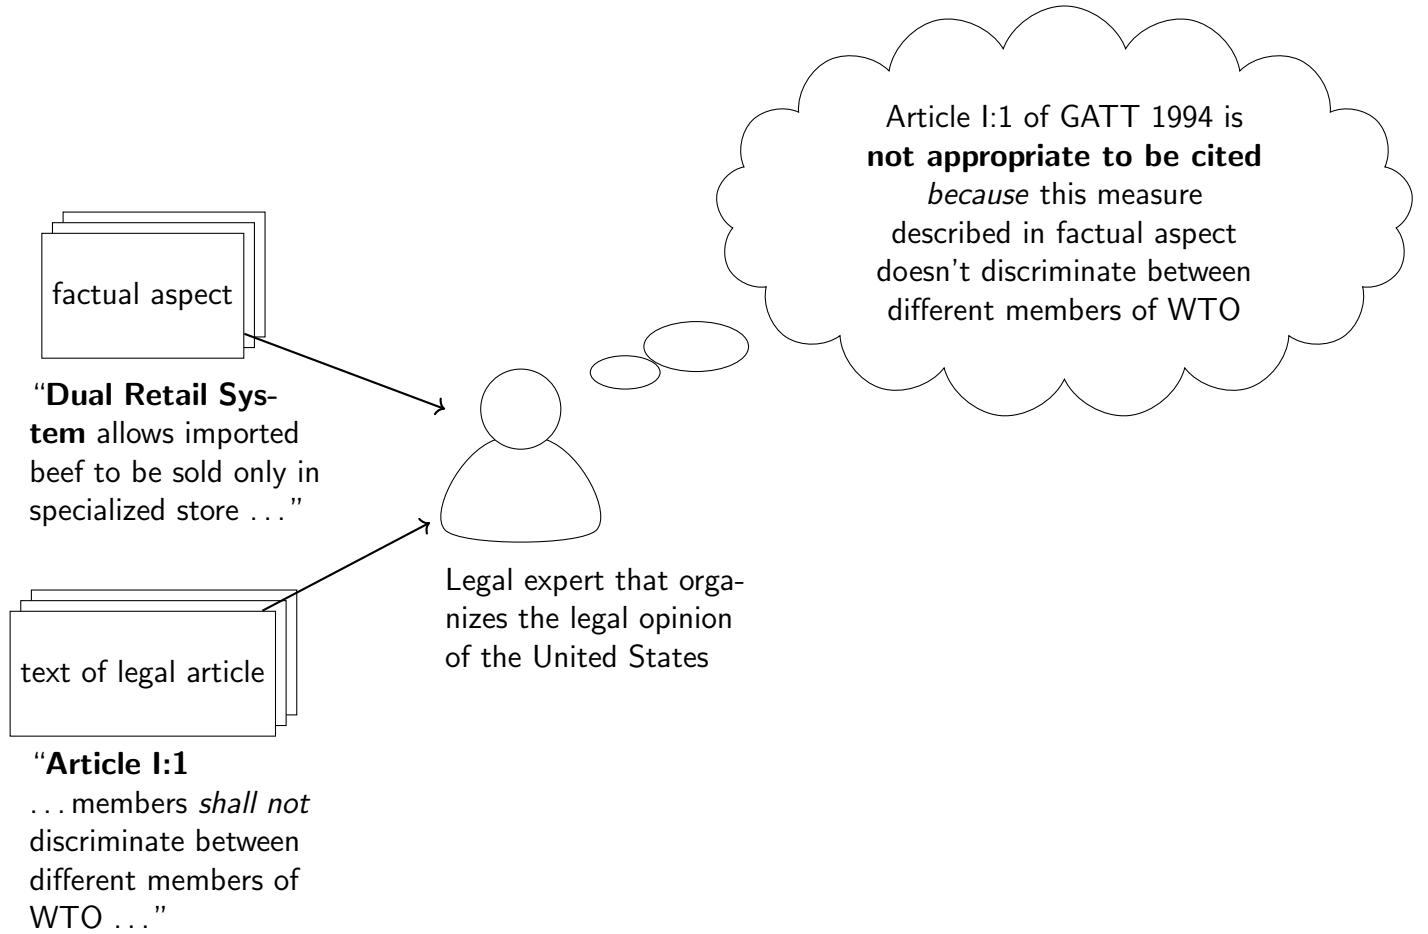 factual aspect
“Dual Retail Sys-
tem allows imported
beef to be sold only in
specialized store ...”
text of legal article
“Article I:1
...members shall not
discriminate between
different members of
WTO ...”
Legal expert that orga-
nizes the legal opinion
of the United States
Article I:1 of GATT 1994 is
not appropriate to be cited
because this measure
described in factual aspect
doesn't discriminate between
different members of WTO